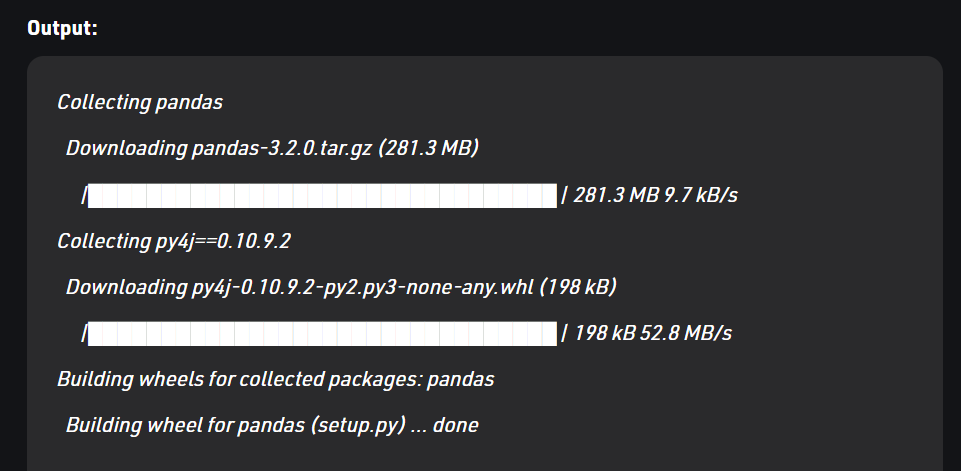 Output:
Collecting pandas
Downloading pandas-3.2.0.tar.gz (281.3 MB)
|████████████████████████████████| 281.3 MB 9.7 kB/s
Collecting py4j==0.10.9.2
Downloading py4j-0.10.9.2-py2.py3-none-any.whl (198 kB)
|████████████████████████████████| 198 kB 52.8 MB/s
Building wheels for collected packages: pandas
Building wheel for pandas (setup.py) ... done